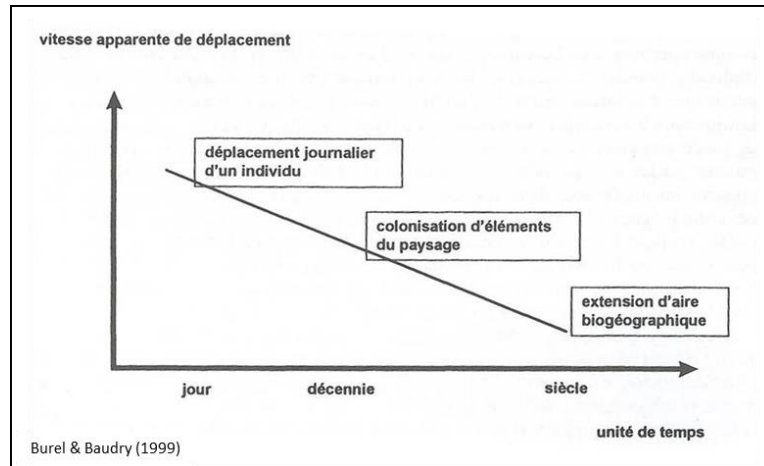 vitesse apparente de déplacement
déplacement journalier
d'un individu
colonisation d'éléments
du paysage
extension d'aire
biogéographique
jour
décennie
siècle
unité de temps
Burel & Baudry (1999)